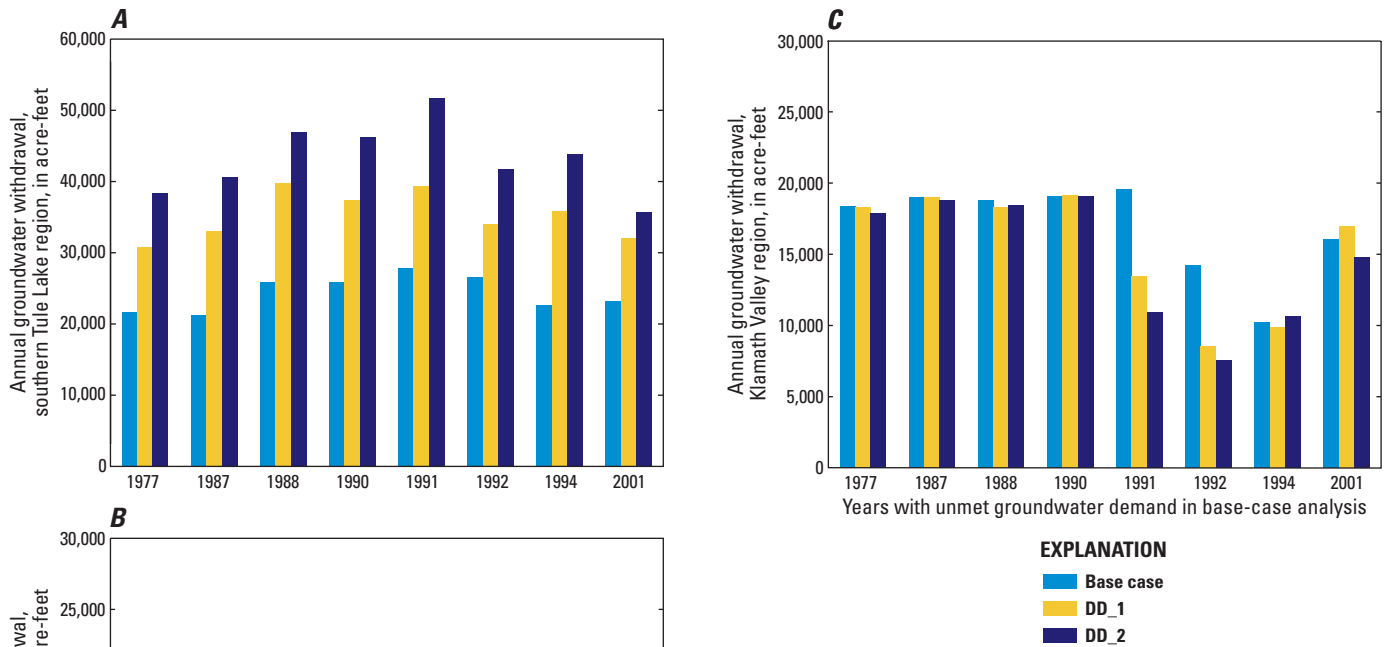 A
60,000
50,000
40,000
30,000
20,000
10,000
0
Annual groundwater withdrawal,
southern Tule Lake region, in acre-feet
1977 1987 1988 1990 1991 1992 1994 2001
B
30,000
25,000
C
30,000
25,000
20,000
15,000
10,000
5,000
0
Annual groundwater withdrawal,
Klamath Valley region, in acre-feet
1977 1987 1988 1990 1991 1992 1994 2001
Years with unmet groundwater demand in base-case analysis
EXPLANATION
Base case
DD_1
DD_2